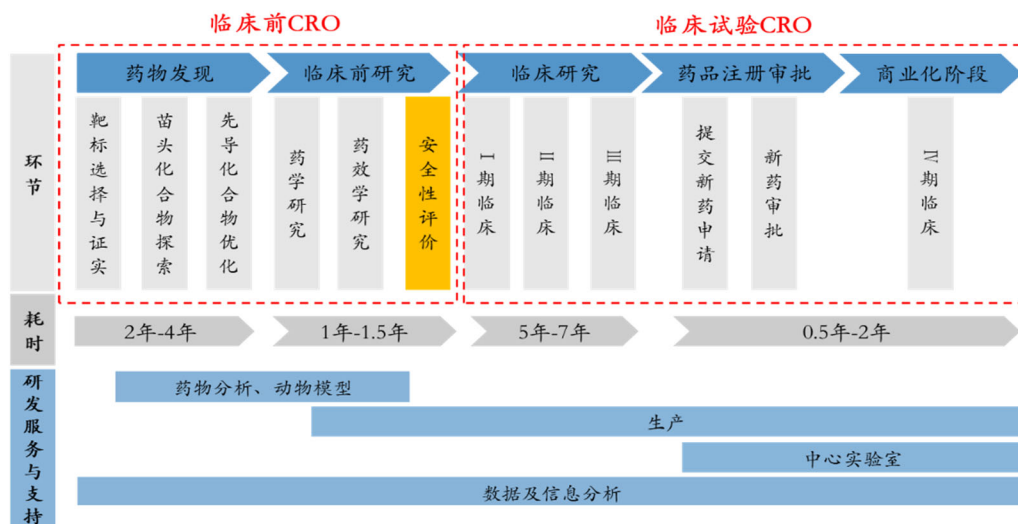 临床前CRO
临床试验CRO
药物发现
临床前研究
临床研究
药品注册审批
商业化阶段
环节
靶标选择与证实
苗头化合物探索
先导化合物优化
药学研究
药效学研究
安全性评价
I期临床
II期临床
III期临床
提交新药申请
新药审批
IV期临床
耗时
2年-4年
1年-1.5年
5年-7年
0.5年-2年
研发服务与支持
药物分析、动物模型
生产
中心实验室
数据及信息分析